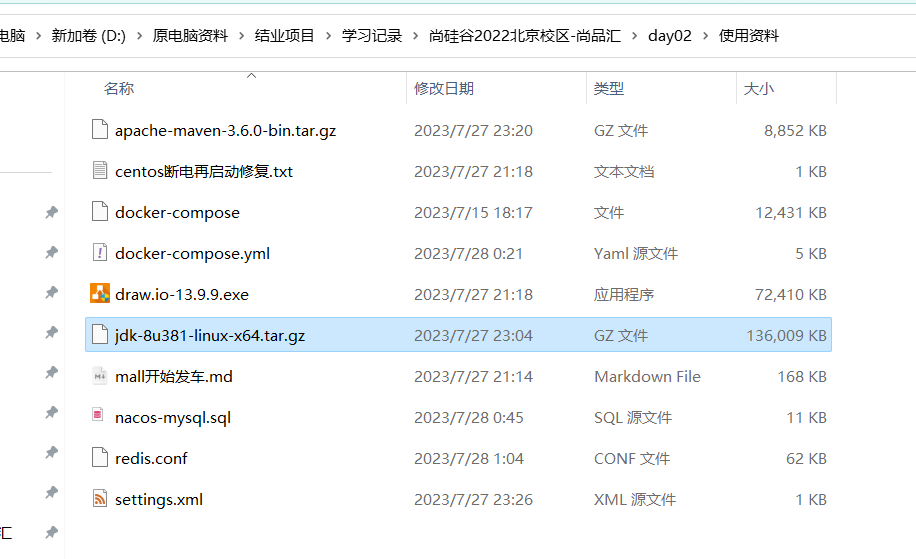 电脑 > 新加卷 (D:) > 原电脑资料 > 结业项目 > 学习记录 > 尚硅谷2022北京校区-尚品汇 > day02 > 使用资料
名称 修改日期 类型 大小
apache-maven-3.6.0-bin.tar.gz 2023/7/27 23:20 GZ 文件 8,852 KB
centos断电再启动修复.txt 2023/7/27 21:18 文本文档 1 KB
docker-compose 2023/7/15 18:17 文件 12,431 KB
docker-compose.yml 2023/7/28 0:21 Yaml 源文件 5 KB
draw.io-13.9.9.exe 2023/7/27 21:18 应用程序 72,410 KB
jdk-8u381-linux-x64.tar.gz 2023/7/27 23:04 GZ 文件 136,009 KB
mall开始发车.md 2023/7/27 21:14 Markdown File 168 KB
nacos-mysql.sql 2023/7/28 0:45 SQL 源文件 11 KB
redis.conf 2023/7/28 1:04 CONF 文件 62 KB
settings.xml 2023/7/27 23:26 XML 源文件 1 KB
汇